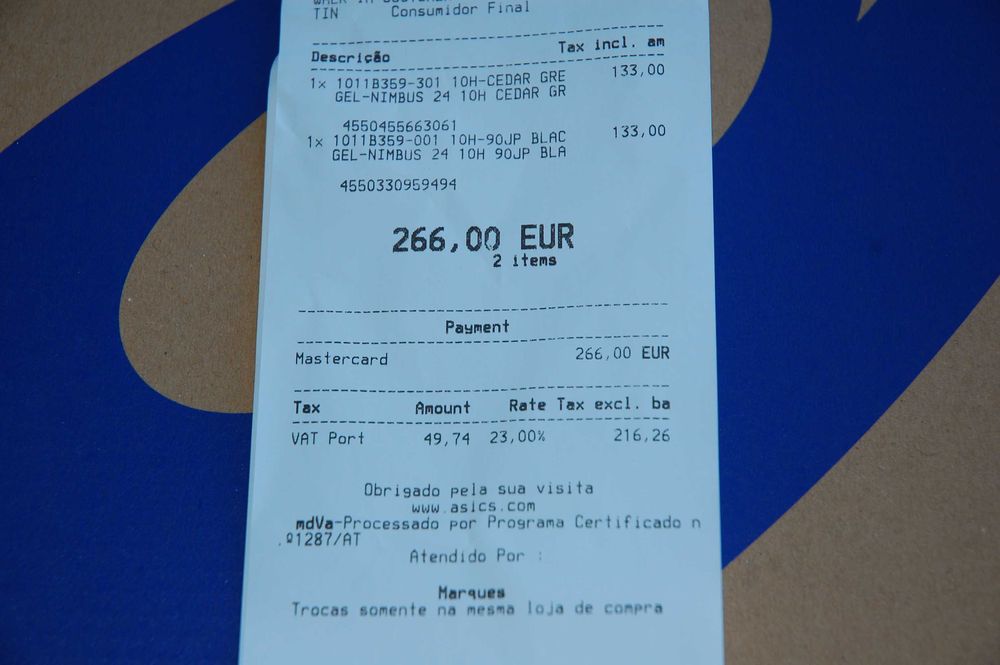 TIN Consumidor Final
Descrição Tax incl. am
1x 1011B359-301 10H-CEDAR GRE 133,00
GEL-NIMBUS 24 10H CEDAR GR
4550455663061
1x 1011B359-001 10H-90JP BLAC 133,00
GEL-NIMBUS 24 10H 90JP BLA
4550330959494
266,00 EUR
2 items
Payment
Mastercard 266,00 EUR
Tax Amount Rate Tax excl. ba
VAT Port 49,74 23,00% 216,26
Obrigado pela sua visita
www.asics.com
mdVa-Processado por Programa Certificado n
.º1287/AT
Atendido Por :
Marques
Trocas somente na mesma loja de compra